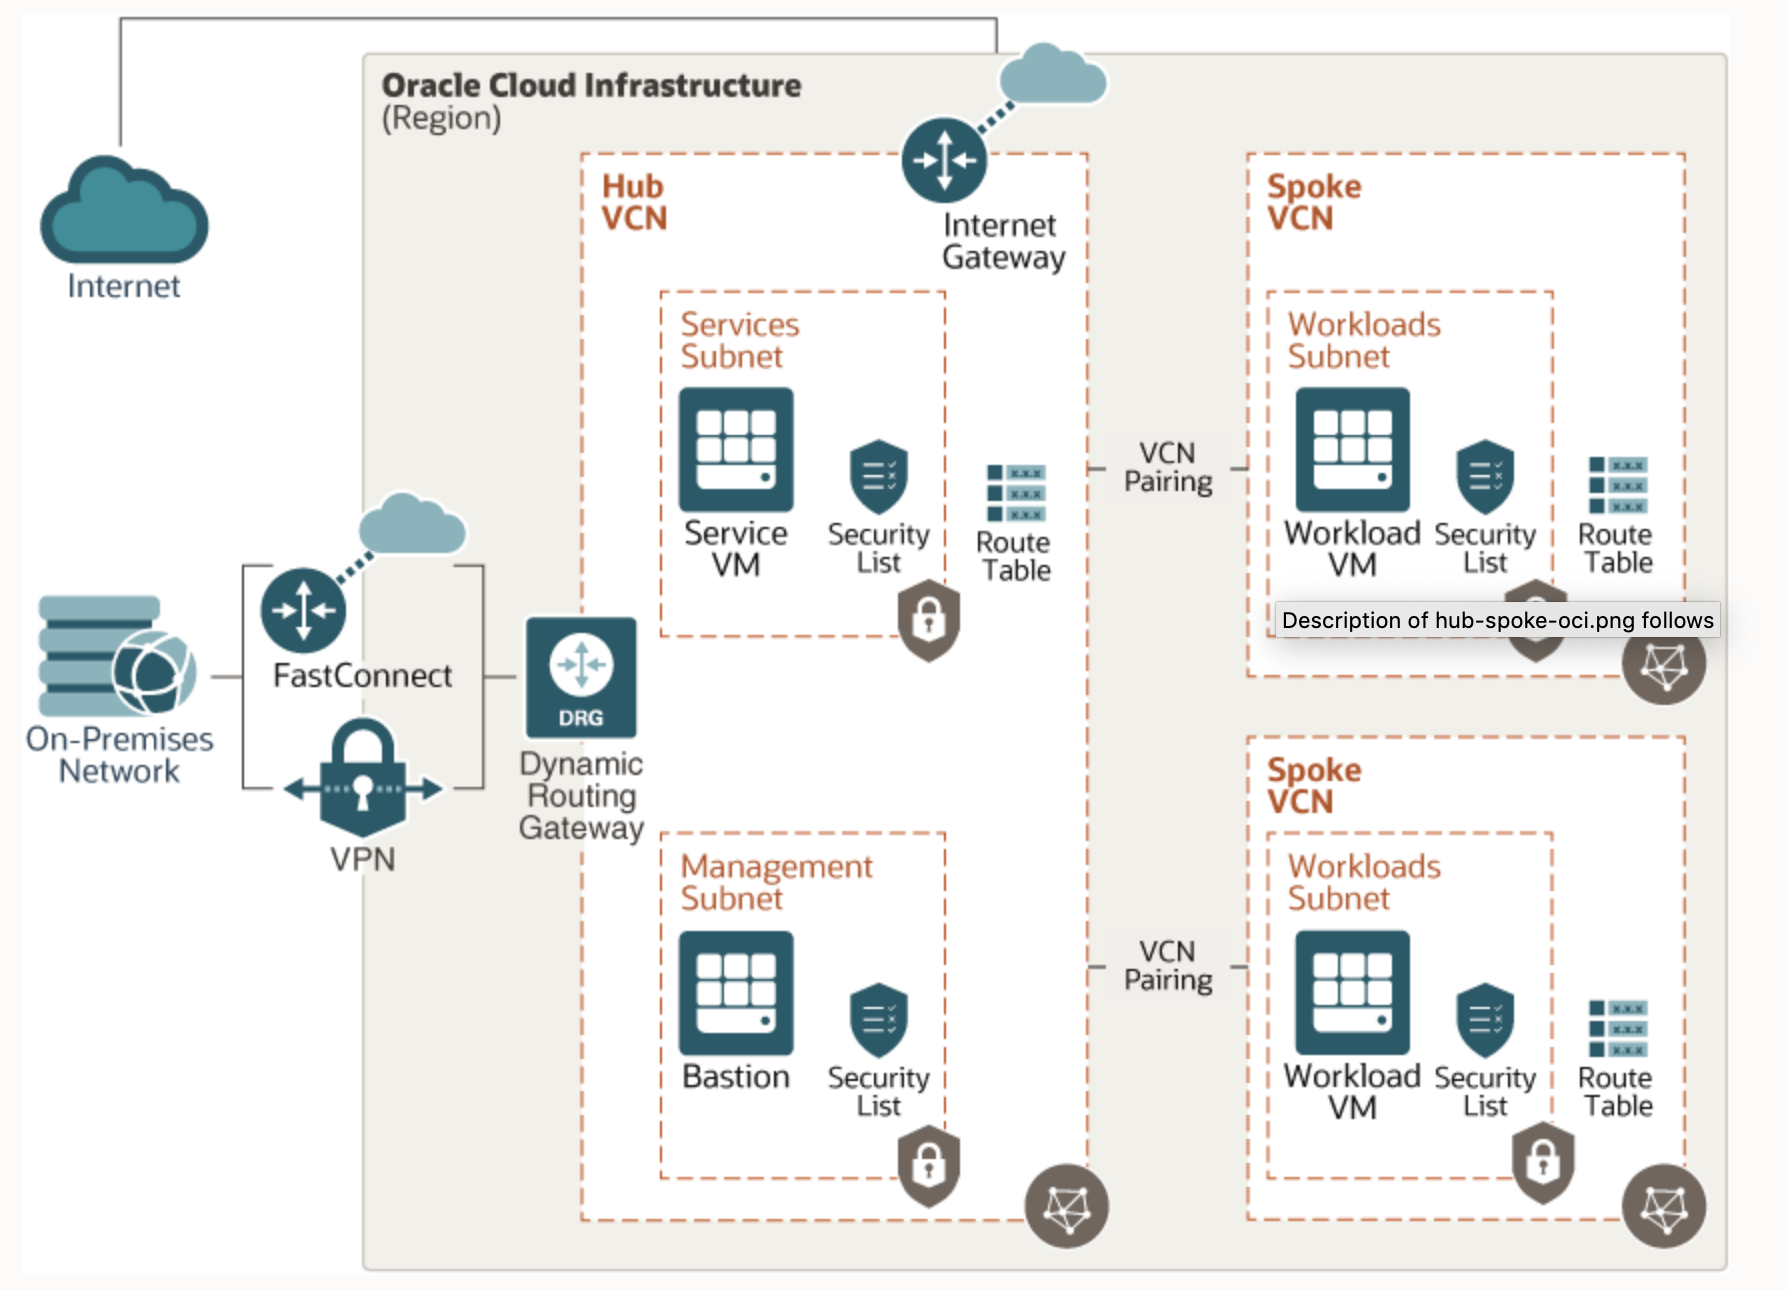 Oracle Cloud Infrastructure
(Region)
Internet
Hub
VCN
Internet
Gateway
Services
Subnet
Service
VM
Security
List
Route
Table
VCN
Pairing
Spoke
VCN
Workloads
Subnet
Workload
VM
Security
List
Route
Table
Description of hub-spoke-oci.png follows
On-Premises
Network
FastConnect
VPN
DRG
Dynamic
Routing
Gateway
Management
Subnet
Bastion
Security
List
VCN
Pairing
Spoke
VCN
Workloads
Subnet
Workload
VM
Security
List
Route
Table
x.x.x
x.x.x
x.x.x
x.x.x
x.x.x
x.x.x
x.x.x
x.x.x
x.x.x